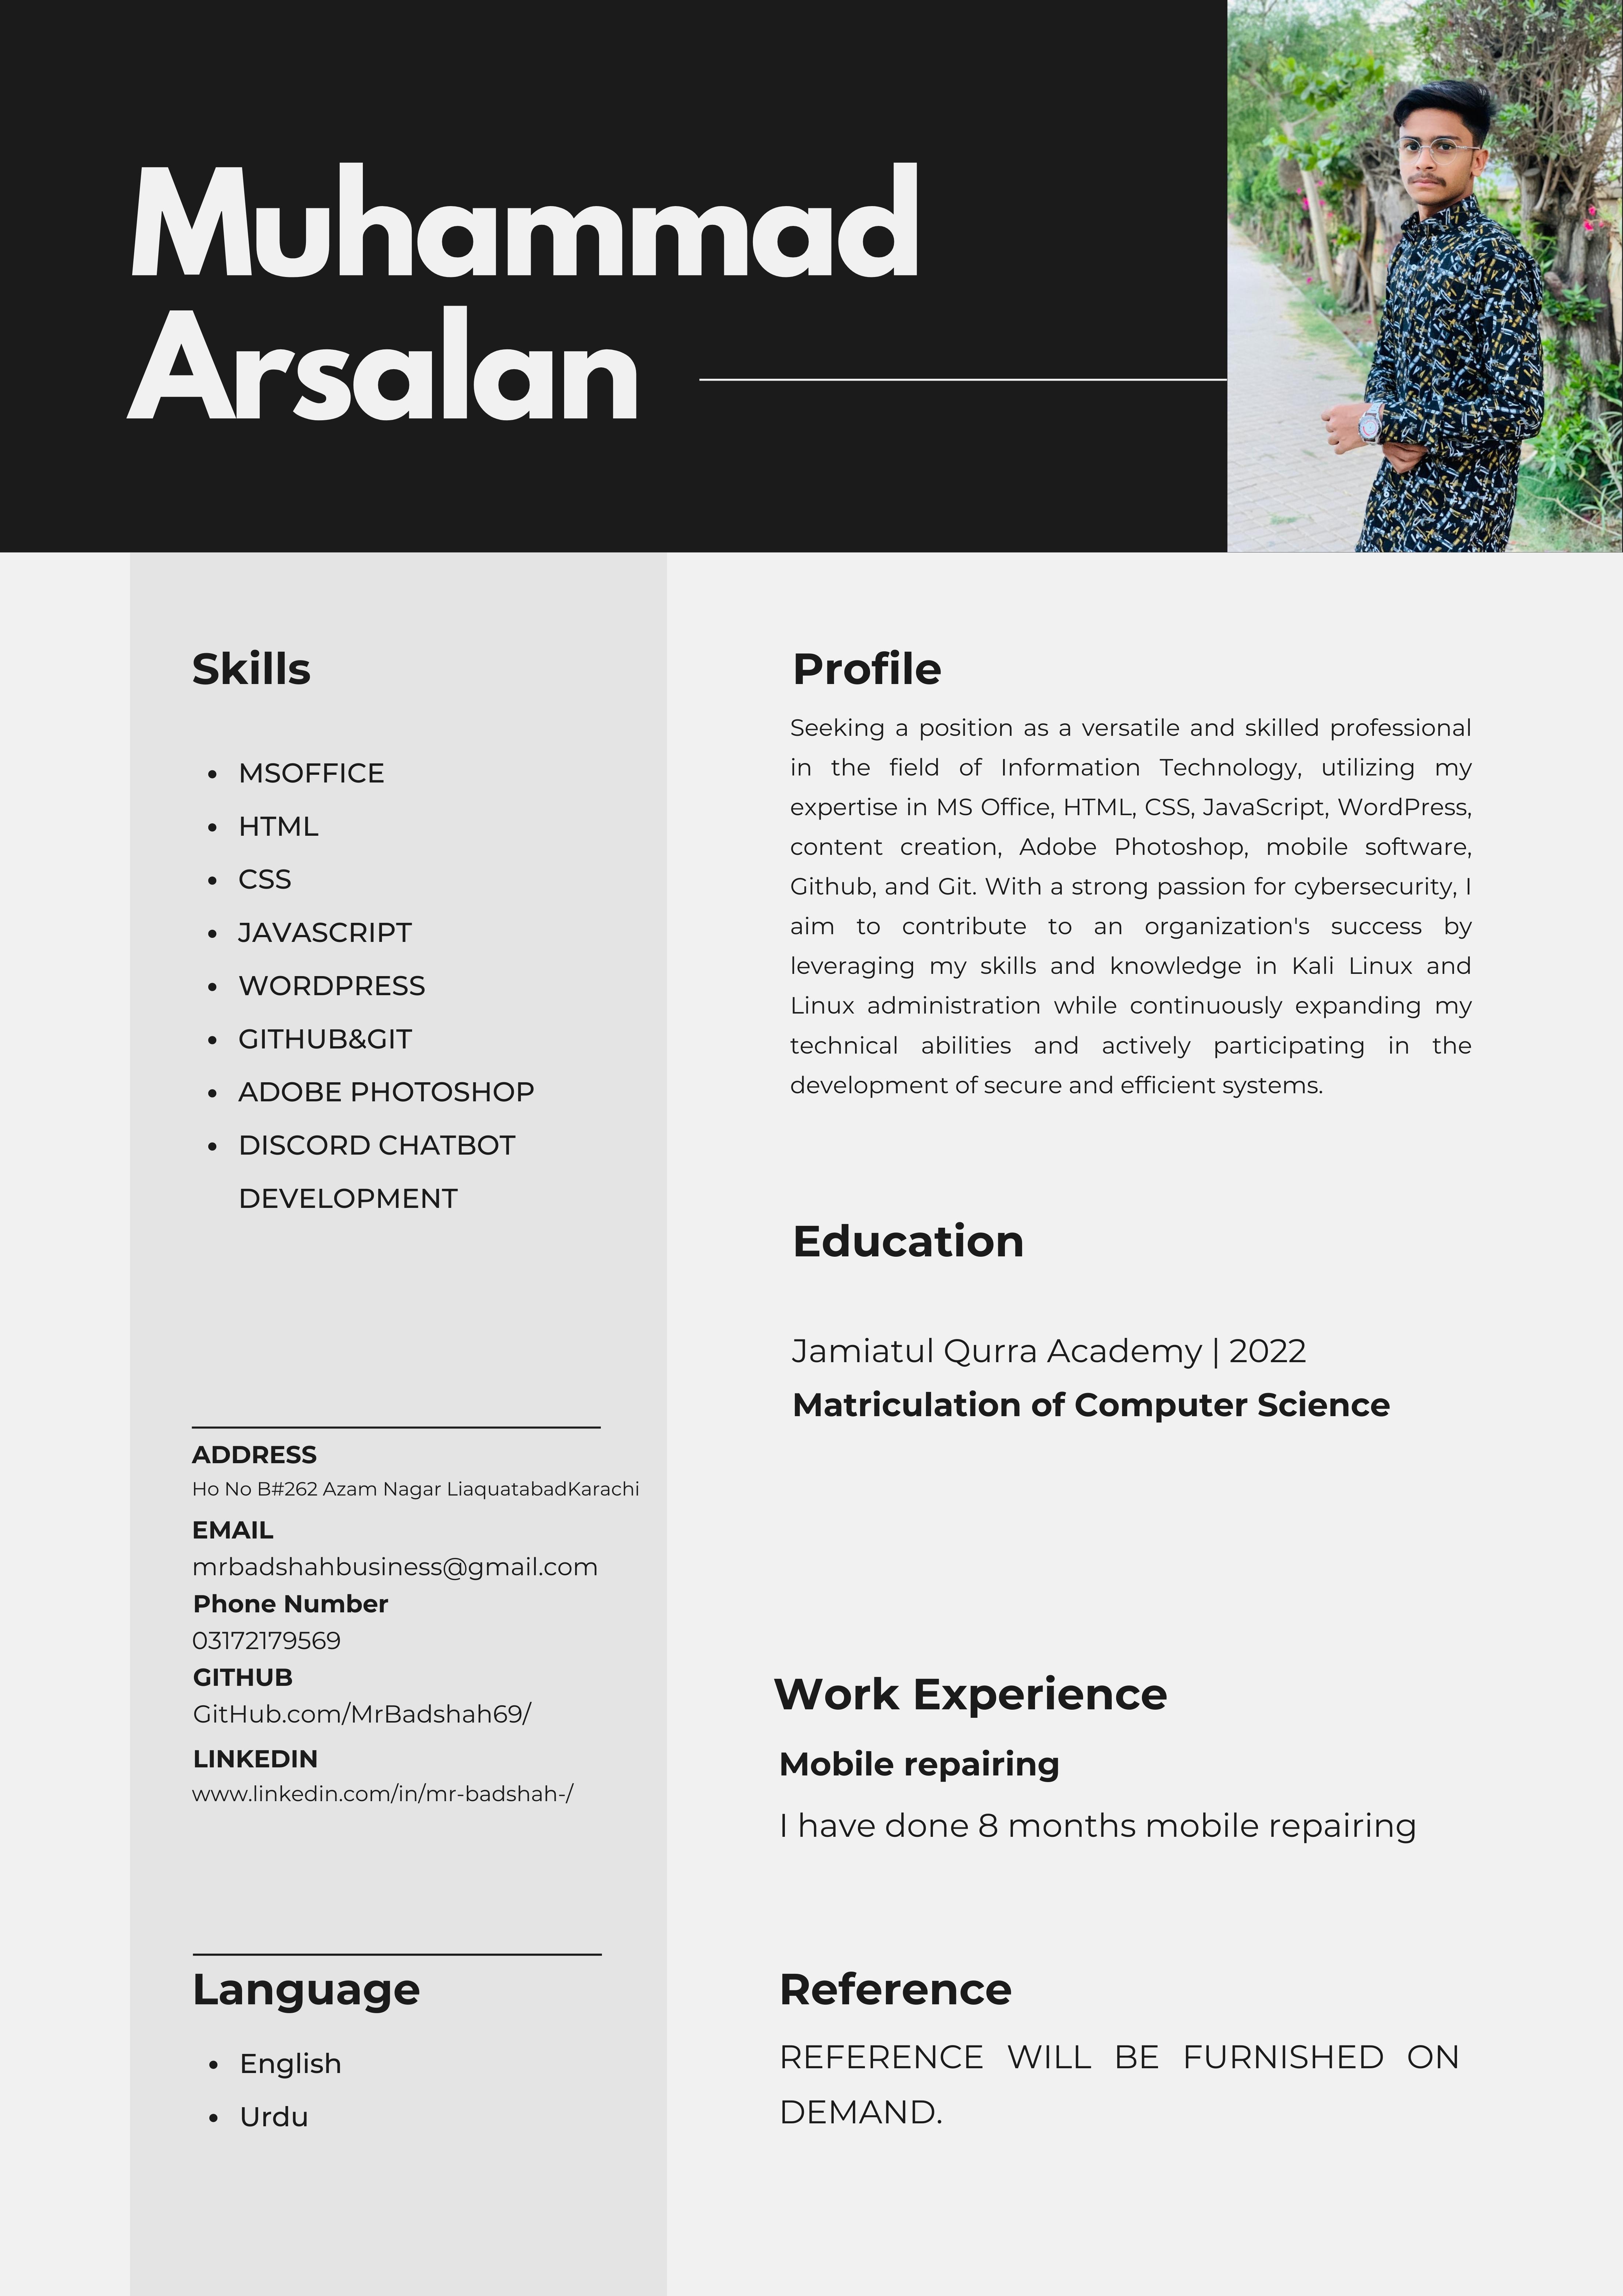 Muhammad
Arsalan
Skills
MSOFFICE
HTML
CSS
JAVASCRIPT
WORDPRESS
GITHUB&GIT
ADOBE PHOTOSHOP
DISCORD CHATBOT
DEVELOPMENT
ADDRESS
Ho No B#262 Azam Nagar LiaquatabadKarachi
EMAIL
mrbadshahbusiness@gmail.com
Phone Number
03172179569
GITHUB
GitHub.com/MrBadshah69/
LINKEDIN
www.linkedin.com/in/mr-badshah-/
Language
English
Urdu
Profile
Seeking a position as a versatile and skilled professional
in the field of Information Technology, utilizing my
expertise in MS Office, HTML, CSS, JavaScript, WordPress,
content creation, Adobe Photoshop, mobile software,
Github, and Git. With a strong passion for cybersecurity, I
aim to contribute to an organization's success by
leveraging my skills and knowledge in Kali Linux and
Linux administration while continuously expanding my
technical abilities and actively participating in the
development of secure and efficient systems.
Education
Jamiatul Qurra Academy | 2022
Matriculation of Computer Science
Work Experience
Mobile repairing
I have done 8 months mobile repairing
Reference
REFERENCE WILL BE FURNISHED ON
DEMAND.